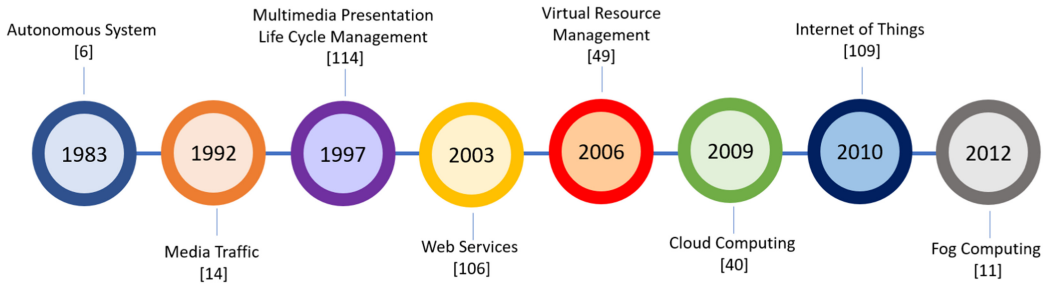 Autonomous System
[6]
Multimedia Presentation
Life Cycle Management
[114]
Virtual Resource
Management
[49]
Internet of Things
[109]
1983
1992
1997
2003
2006
2009
2010
2012
Media Traffic
[14]
Web Services
[106]
Cloud Computing
[40]
Fog Computing
[11]